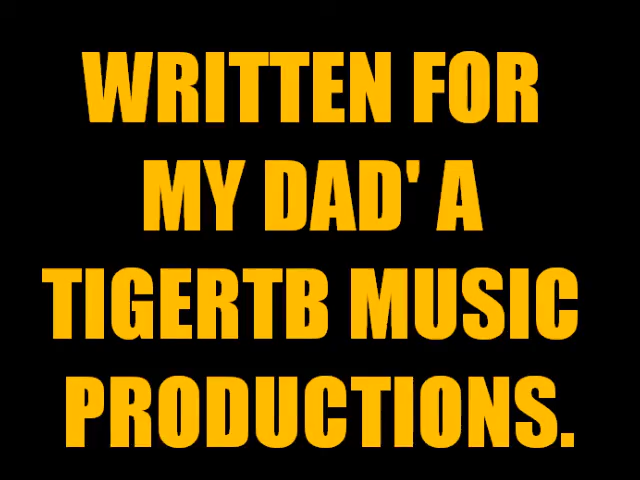 WRITTEN FOR
MY DAD' A
TIGERTB MUSIC
PRODUCTIONS.